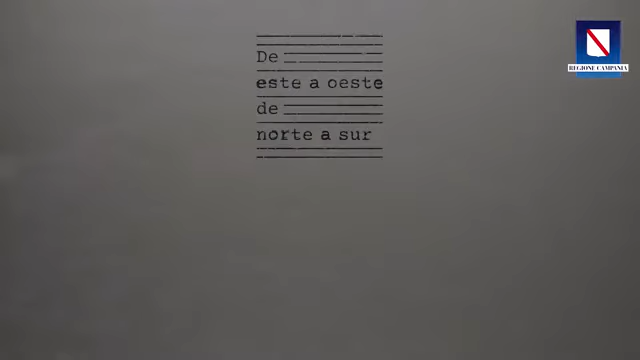 De
este a oeste
de
norte a sur
REGIONE CAMPANIA